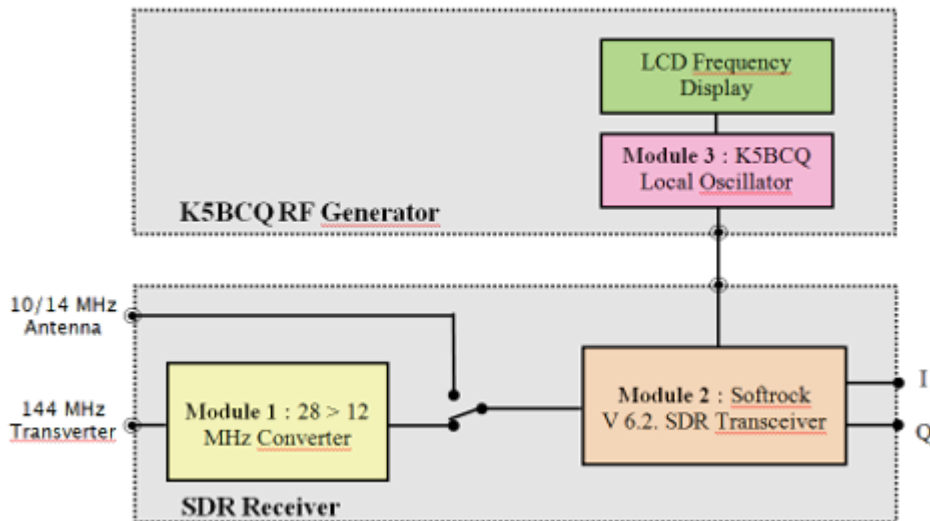 LCD Frequency
Display
Module 3 : K5BCQ
Local Oscillator
K5BCQ RF Generator
10/14 MHz
Antenna
144 MHz
Transverter
Module 1 : 28 > 12
MHz Converter
Module 2 : Softrock
V 6.2. SDR Transceiver
I
Q
SDR Receiver